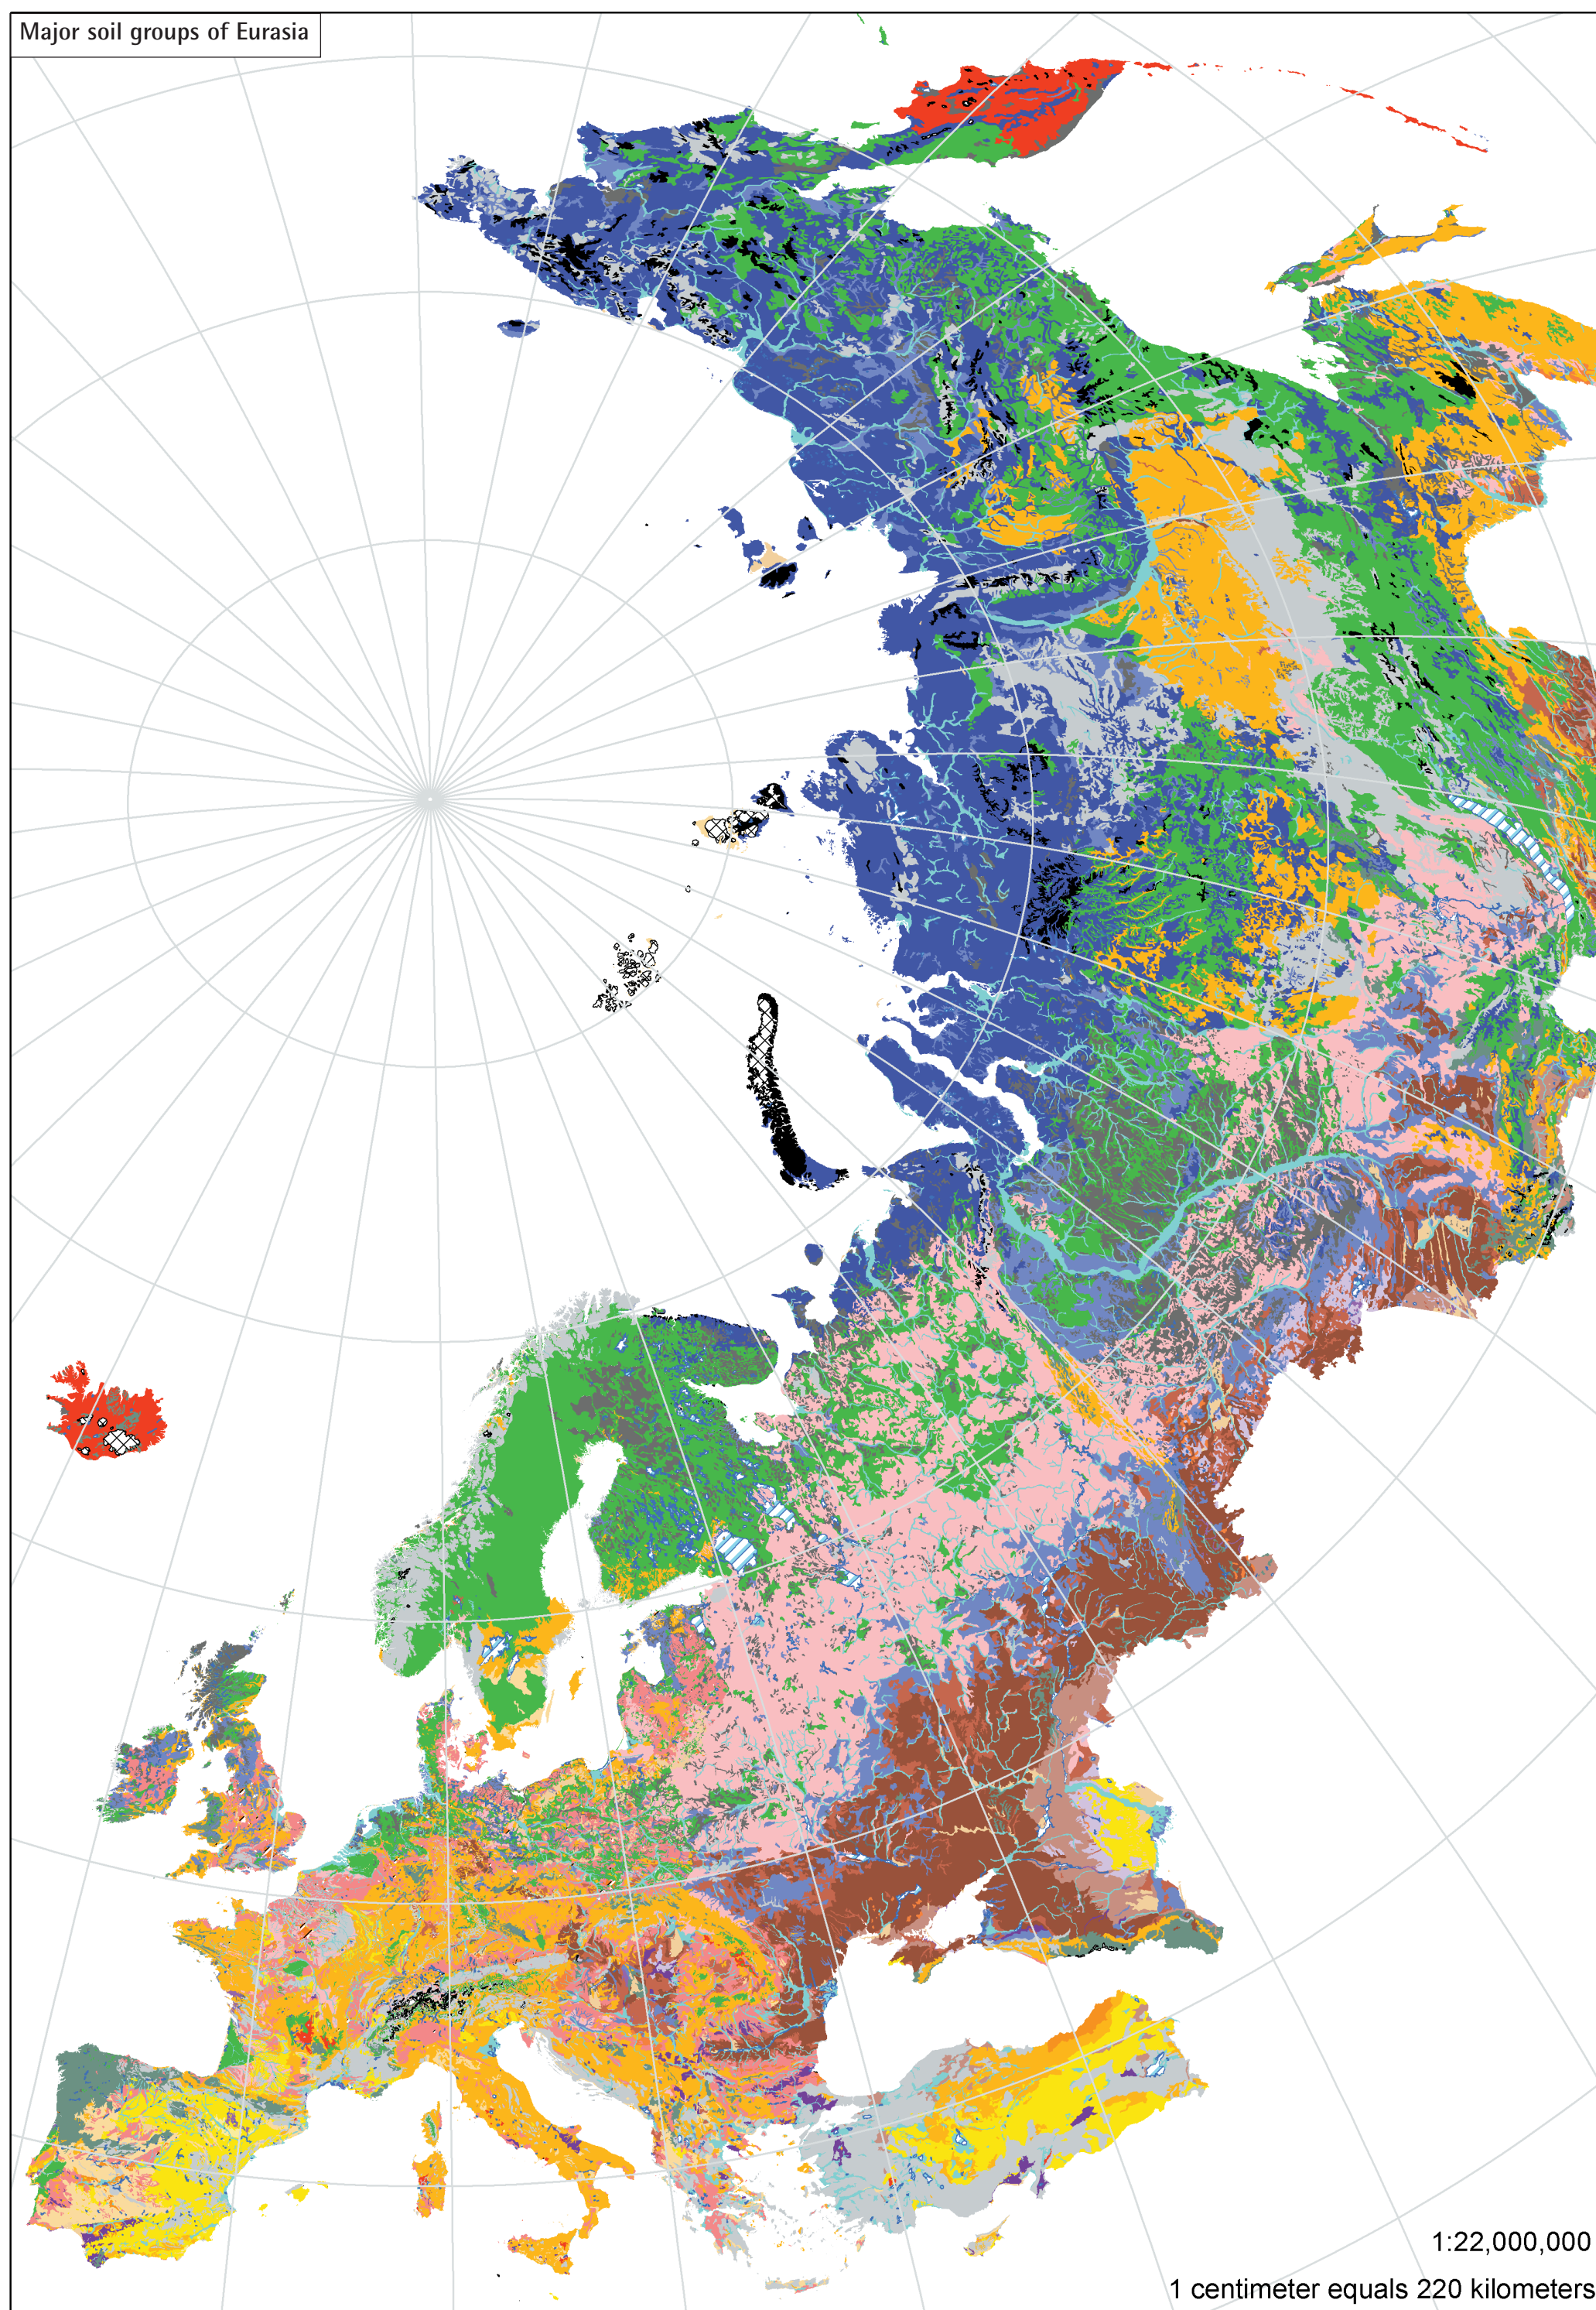 Major soil groups of Eurasia
1:22,000,000
1 centimeter equals 220 kilometers